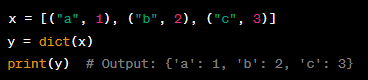 x = [("a", 1), ("b", 2), ("c", 3)]
y = dict(x)
print(y)  # Output: {'a': 1, 'b': 2, 'c': 3}